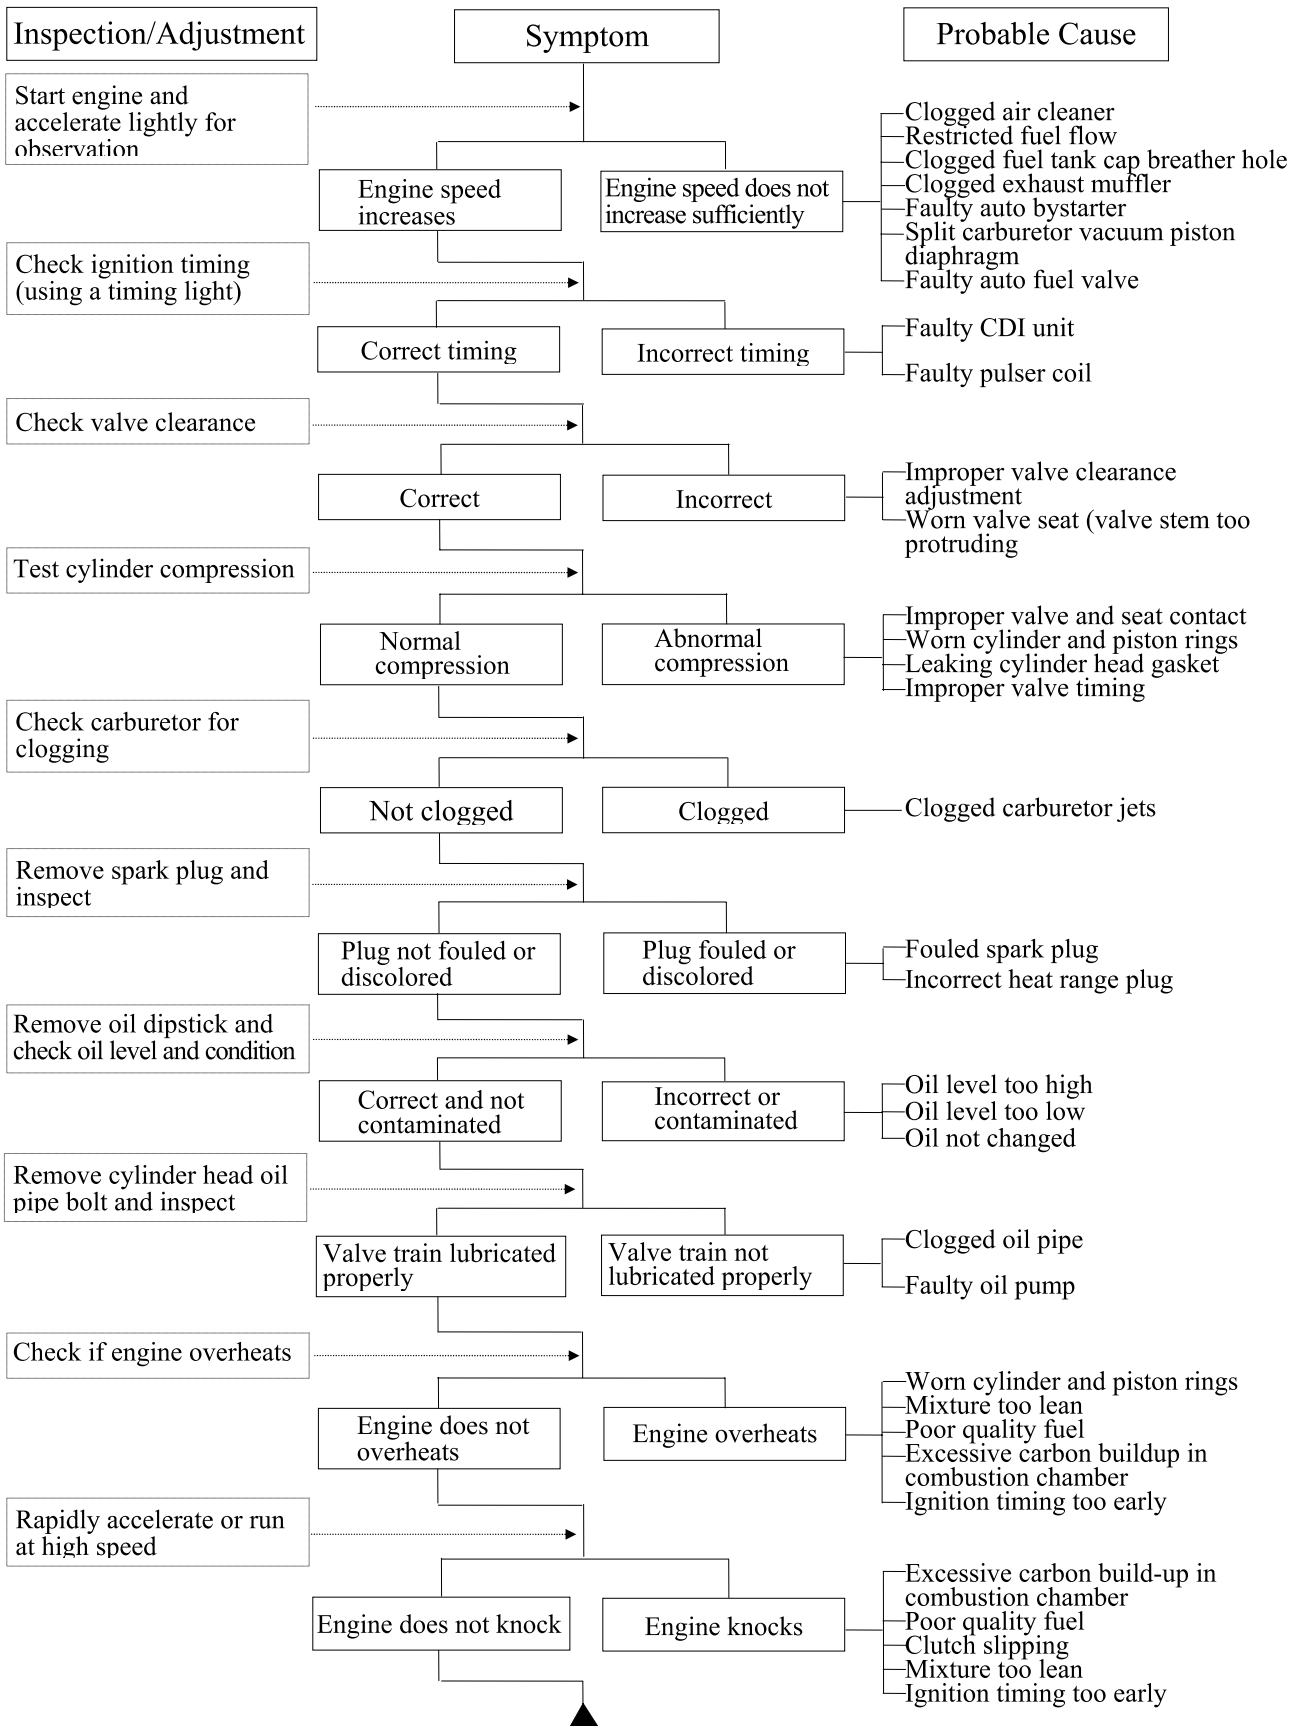 Inspection/Adjustment
Symptom
Probable Cause
Start engine and
accelerate lightly for
observation
Clogged air cleaner
Restricted fuel flow
Clogged fuel tank cap breather hole
Clogged exhaust muffler
Faulty auto bystarter
Split carburetor vacuum piston
diaphragm
Faulty auto fuel valve
Engine speed
increases
Engine speed does not
increase sufficiently
Check ignition timing
(using a timing light)
Correct timing
Incorrect timing
Faulty CDI unit
Faulty pulser coil
Check valve clearance
Correct
Incorrect
Improper valve clearance
adjustment
Worn valve seat (valve stem too
protruding
Test cylinder compression
Normal
compression
Abnormal
compression
Improper valve and seat contact
Worn cylinder and piston rings
Leaking cylinder head gasket
Improper valve timing
Check carburetor for
clogging
Not clogged
Clogged
Clogged carburetor jets
Remove spark plug and
inspect
Plug not fouled or
discolored
Plug fouled or
discolored
Fouled spark plug
Incorrect heat range plug
Remove oil dipstick and
check oil level and condition
Correct and not
contaminated
Incorrect or
contaminated
Oil level too high
Oil level too low
Oil not changed
Remove cylinder head oil
pipe bolt and inspect
Valve train lubricated
properly
Valve train not
lubricated properly
Clogged oil pipe
Faulty oil pump
Check if engine overheats
Engine does not
overheats
Engine overheats
Worn cylinder and piston rings
Mixture too lean
Poor quality fuel
Excessive carbon buildup in
combustion chamber
Ignition timing too early
Rapidly accelerate or run
at high speed
Engine does not knock
Engine knocks
Excessive carbon build-up in
combustion chamber
Poor quality fuel
Clutch slipping
Mixture too lean
Ignition timing too early